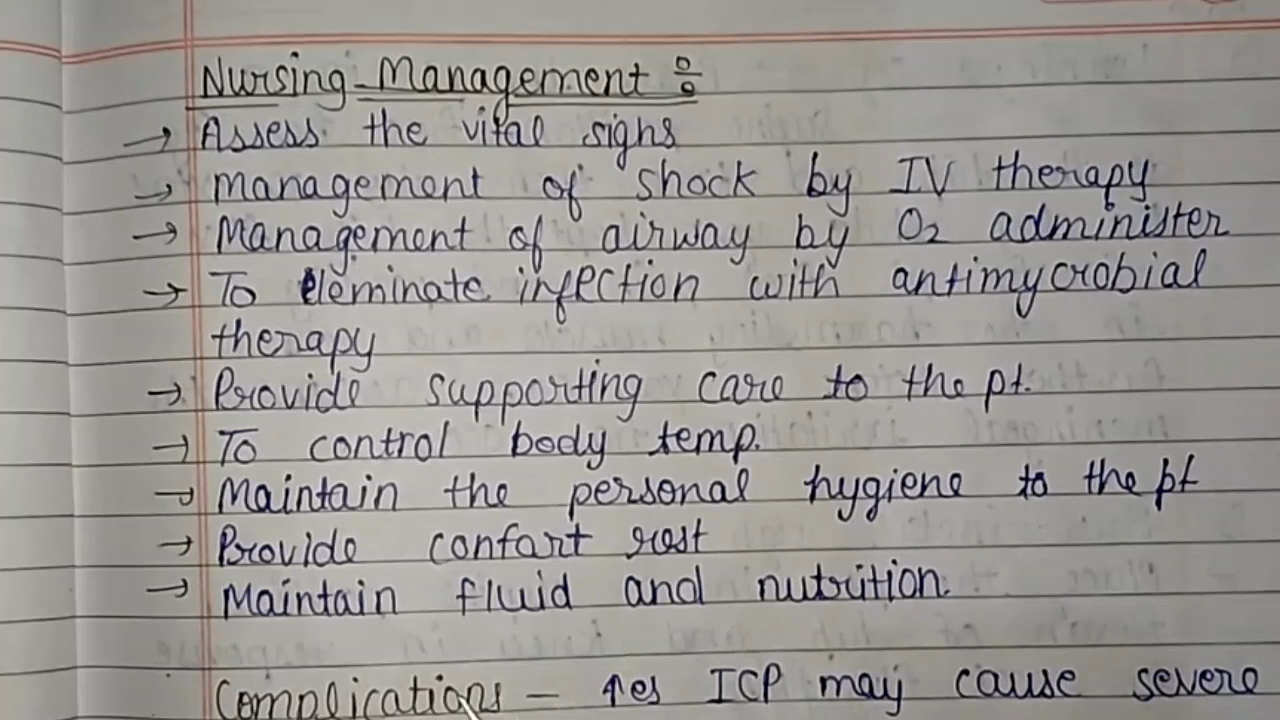 Nursing Management :-
→ Assess the vital signs
→ Management of shock by IV therapy
→ Management of airway by O2 administer
→ To eleminate infection with antimycrobial
therapy
→ Provide supporting care to the pt.
→ To control body temp.
→ Maintain the personal hygiene to the pt
→ Provide confart rest
→ Maintain fluid and nutrition.
Complications – ↑es ICP may cause severe